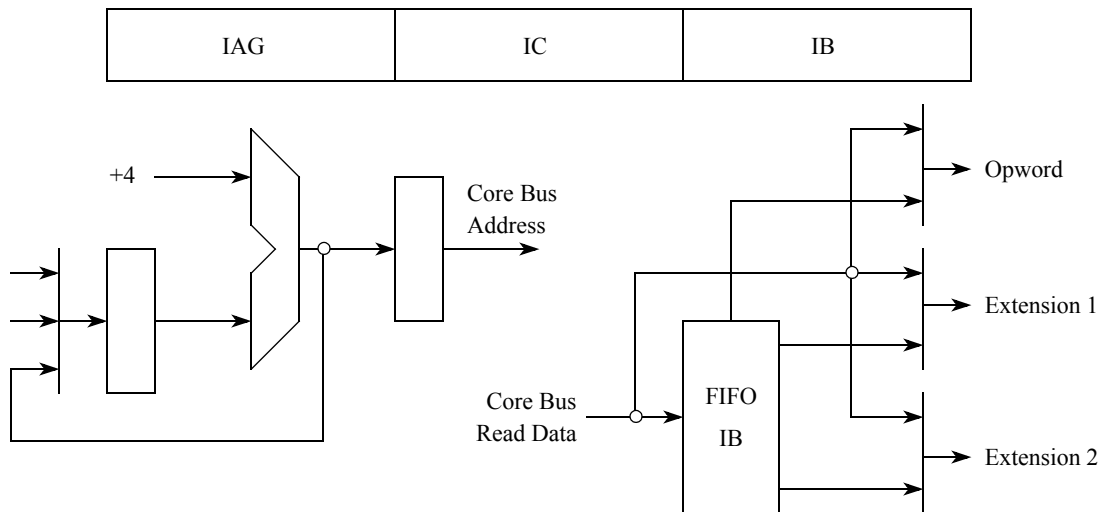 IAG
IC
IB
+4
Core Bus
Address
Opword
Extension 1
Core Bus
Read Data
FIFO
IB
Extension 2